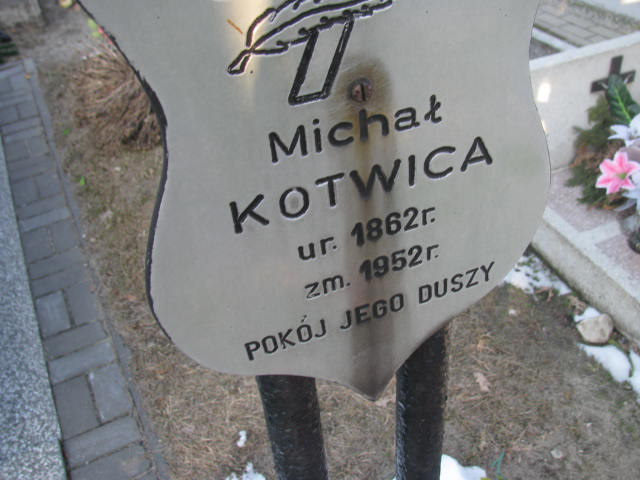 Michał
KOTWICA
ur. 1862r.
zm. 1952r.
POKÓJ JEGO DUSZY